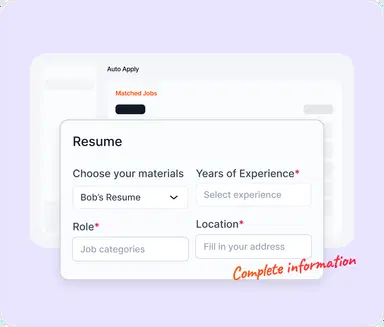 Auto Apply
Matched Jobs
Resume
Choose your materials
Years of Experience*
Bob's Resume
Select experience
Role*
Location*
Job categories
Fill in your address
Complete information